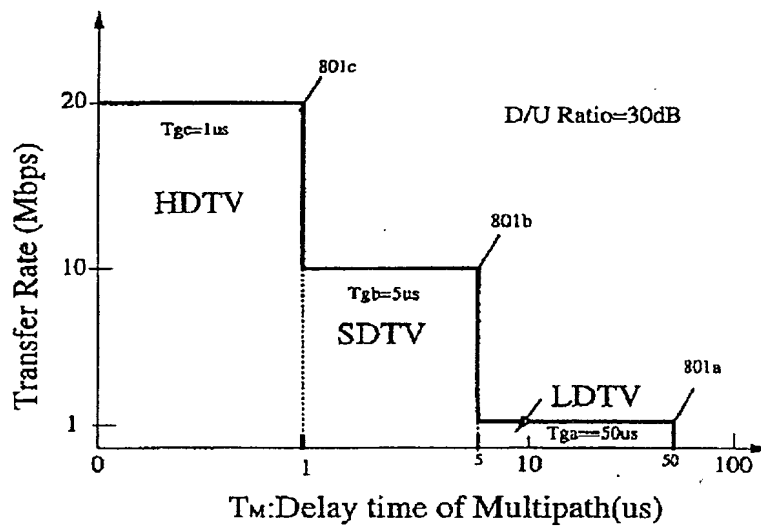 801c
20
Tgc=1us
D/U Ratio=30dB
HDTV
801b
10
Tgb=5us
SDTV
801a
LDTV
1
Tga=50us
0
1
5
10
50
100
Transfer Rate (Mbps)
TM:Delay time of Multipath(us)